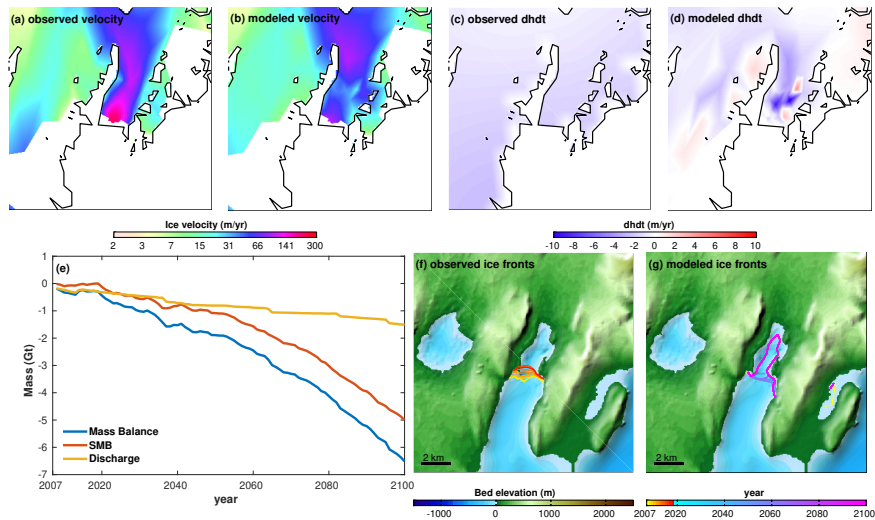 (a) observed velocity
(b) modeled velocity
(c) observed dhdt
(d) modeled dhdt
Ice velocity (m/yr)
2 3 7 15 31 66 141 300
dhdt (m/yr)
-10 -8 -6 -4 -2 0 2 4 6 8 10
(e)
1
0
-1
-2
-3
-4
-5
-6
-7
Mass (Gt)
Mass Balance
SMB
Discharge
2007 2020 2040 2060 2080 2100
year
(f) observed ice fronts
2 km
(g) modeled ice fronts
2 km
Bed elevation (m)
-1000 0 1000 2000
year
2007 2020 2040 2060 2080 2100